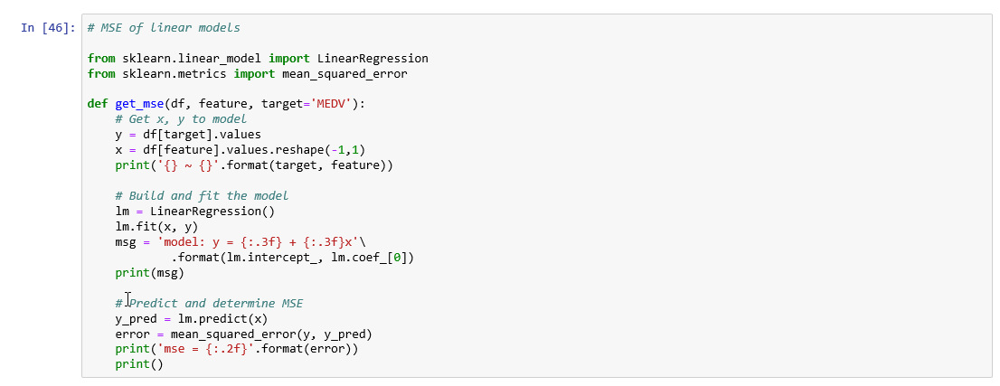 In [46]: # MSE of linear models

from sklearn.linear_model import LinearRegression
from sklearn.metrics import mean_squared_error

def get_mse(df, feature, target='MEDV'):
    # Get x, y to model
    y = df[target].values
    x = df[feature].values.reshape(-1,1)
    print('{} ~ {}'.format(target, feature))

    # Build and fit the model
    lm = LinearRegression()
    lm.fit(x, y)
    msg = 'model: y = {:.3f} + {:.3f}x'\
            .format(lm.intercept_, lm.coef_[0])
    print(msg)

    # Predict and determine MSE
    y_pred = lm.predict(x)
    error = mean_squared_error(y, y_pred)
    print('mse = {:.2f}'.format(error))
    print()